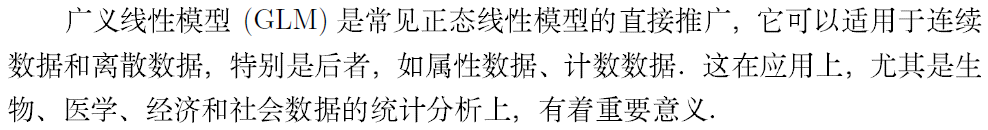 广义线性模型 (GLM) 是常见正态线性模型的直接推广，它可以适用于连续
数据和离散数据，特别是后者，如属性数据、计数数据．这在应用上，尤其是生
物、医学、经济和社会数据的统计分析上，有着重要意义．